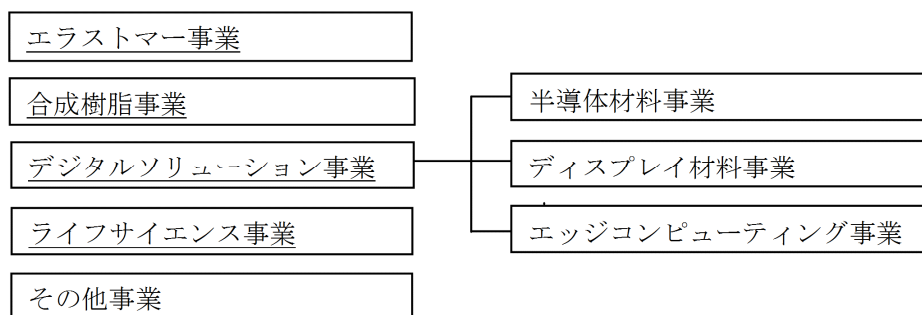 エラストマー事業
合成樹脂事業
デジタルソリューション事業
ライフサイエンス事業
その他事業
半導体材料事業
ディスプレイ材料事業
エッジコンピューティング事業